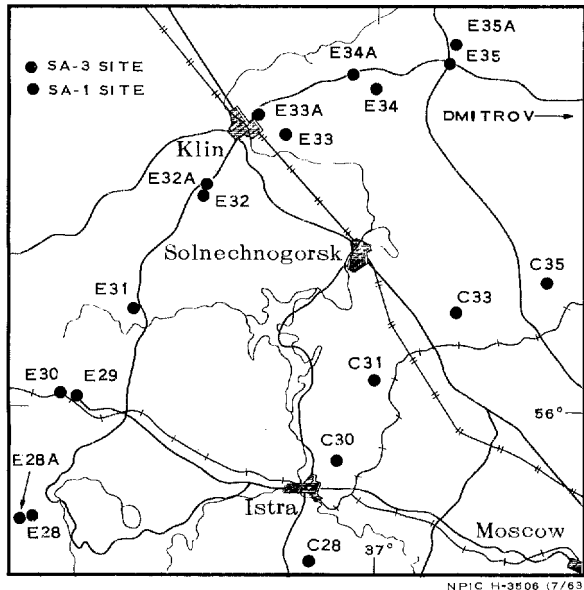 E35A
SA-3 SITE
E34A
E35
SA-1 SITE
E33A
E34
DMITROV
Klin
E33
E32A
E32
Solnechnogorsk
C35
E31
C33
C31
E30
E29
56°
E28A
C30
E28
Istra
Moscow
C28
37°
NPIC H-3506 (7/63